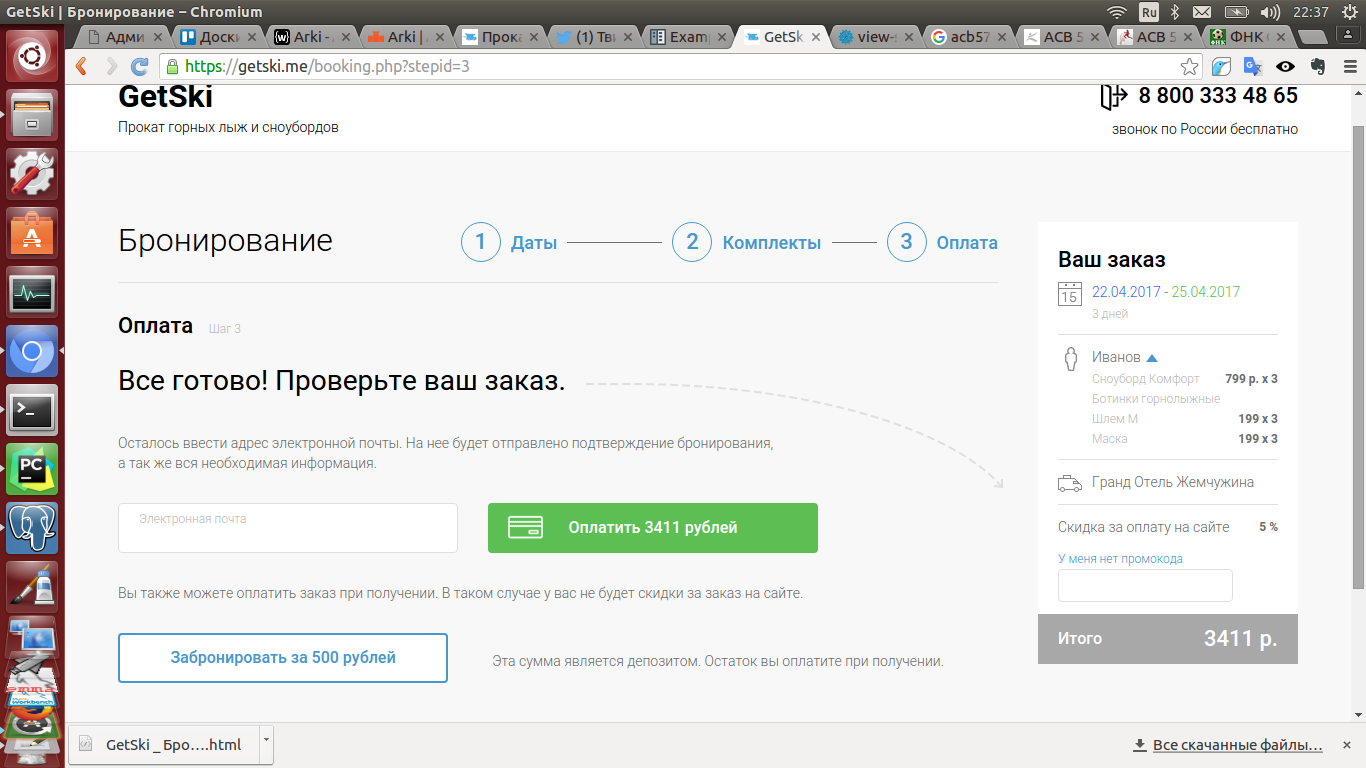 GetSki | Бронирование – Chromium
Ru
22:37
Адми
Доски
Arki -
Arki |
Прока
(1) Тви
Examp
GetSk
view-s
acb57
ACB 5
ACB 5
ФНК
https://getski.me/booking.php?stepid=3
GetSki
Прокат горных лыж и сноубордов
8 800 333 48 65
звонок по России бесплатно
Бронирование
1 Даты
2 Комплекты
3 Оплата
Оплата Шаг 3
Все готово! Проверьте ваш заказ.
Осталось ввести адрес электронной почты. На нее будет отправлено подтверждение бронирования,
а так же вся необходимая информация.
Электронная почта
Оплатить 3411 рублей
Вы также можете оплатить заказ при получении. В таком случае у вас не будет скидки за заказ на сайте.
Забронировать за 500 рублей
Эта сумма является депозитом. Остаток вы оплатите при получении.
Ваш заказ
15
22.04.2017 - 25.04.2017
3 дней
Иванов
Сноуборд Комфорт 799 р. x 3
Ботинки горнолыжные
Шлем M 199 x 3
Маска 199 x 3
Гранд Отель Жемчужина
Скидка за оплату на сайте 5 %
У меня нет промокода
Итого 3411 р.
PC
Workbench
GetSki _ Бро….html
Все скачанные файлы…